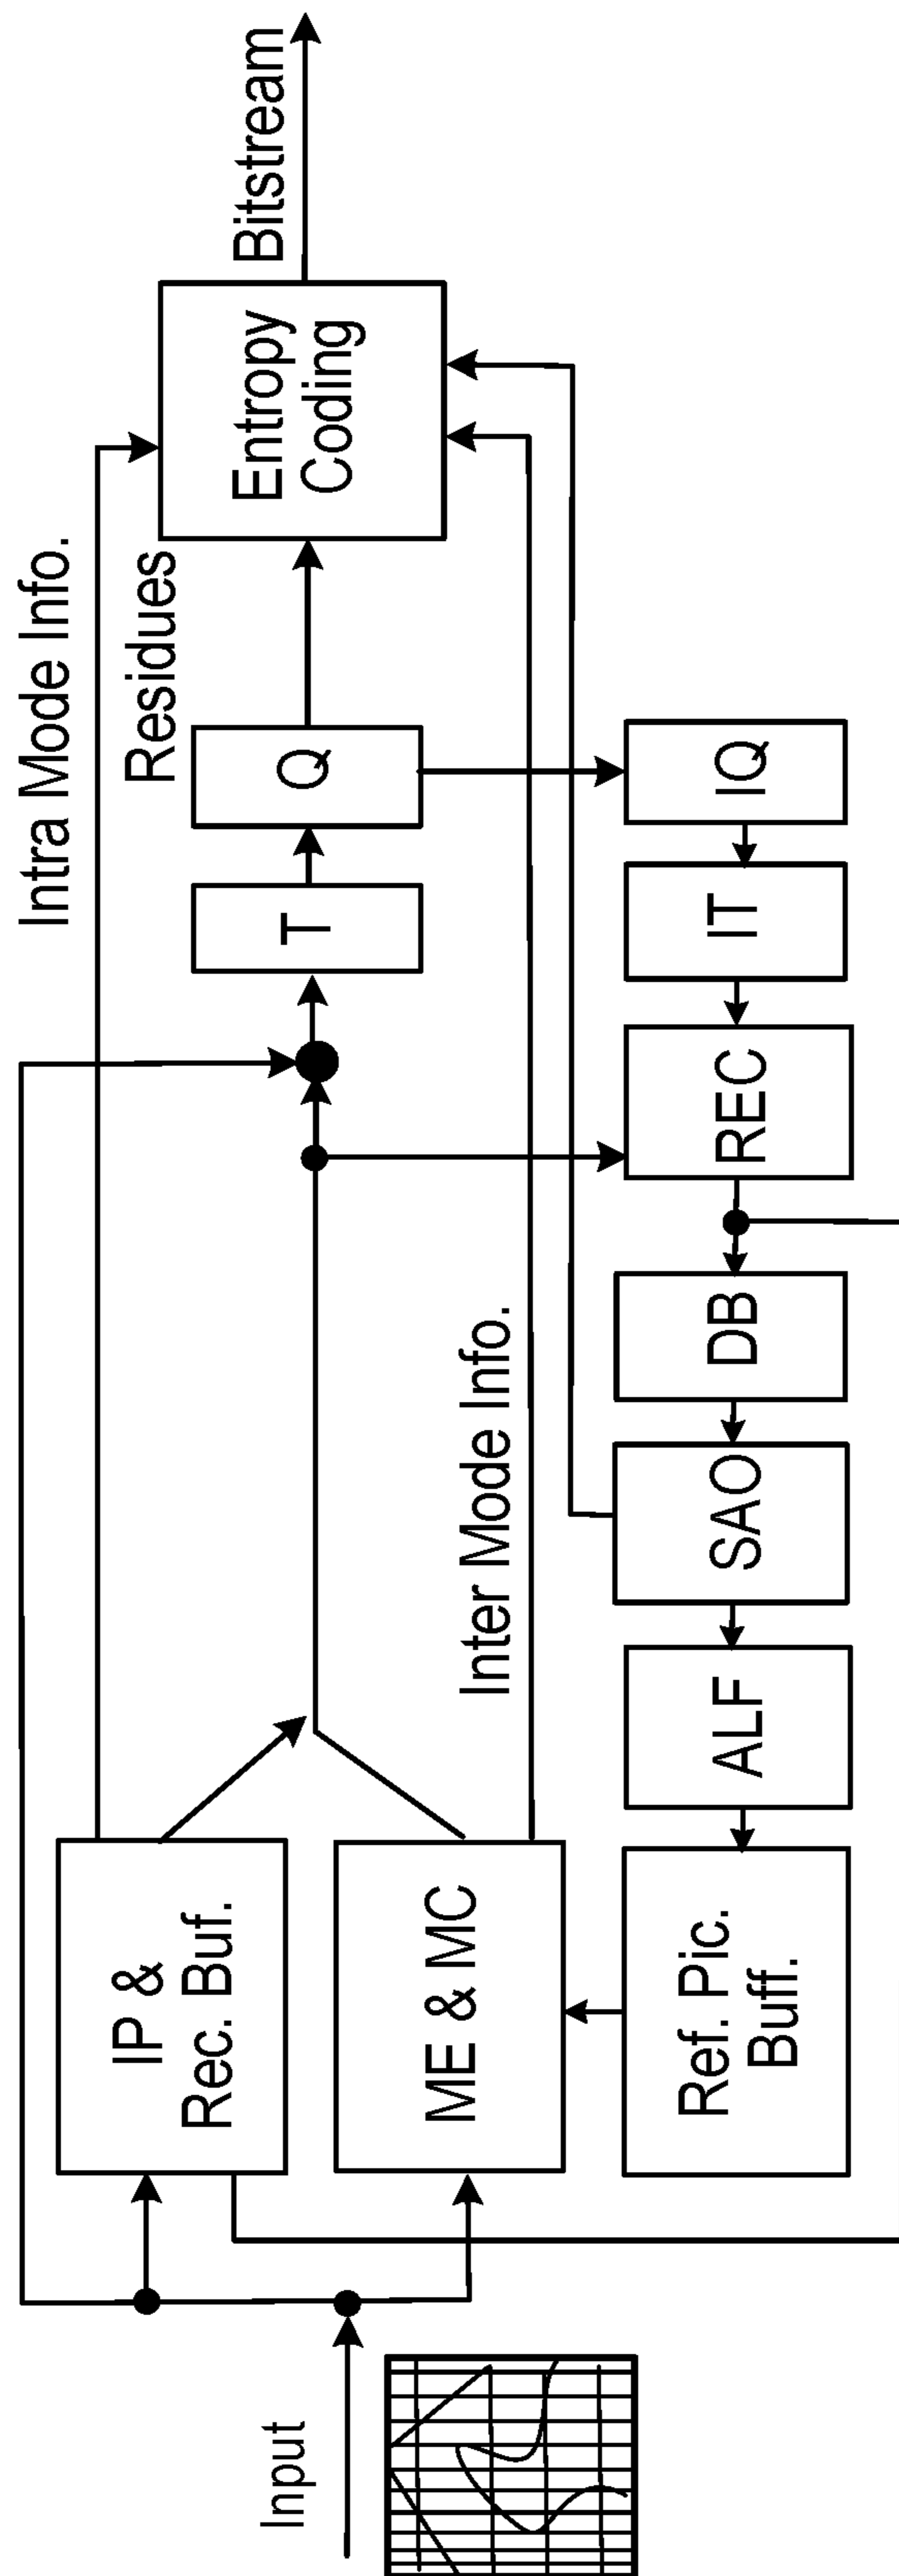 Intra Mode Info.
Residues
Bitstream
Entropy
Coding
T
Q
IP &
Rec. Buf.
ME & MC
Inter Mode Info.
Input
Ref. Pic.
Buff.
ALF
SAO
DB
REC
IT
IQ